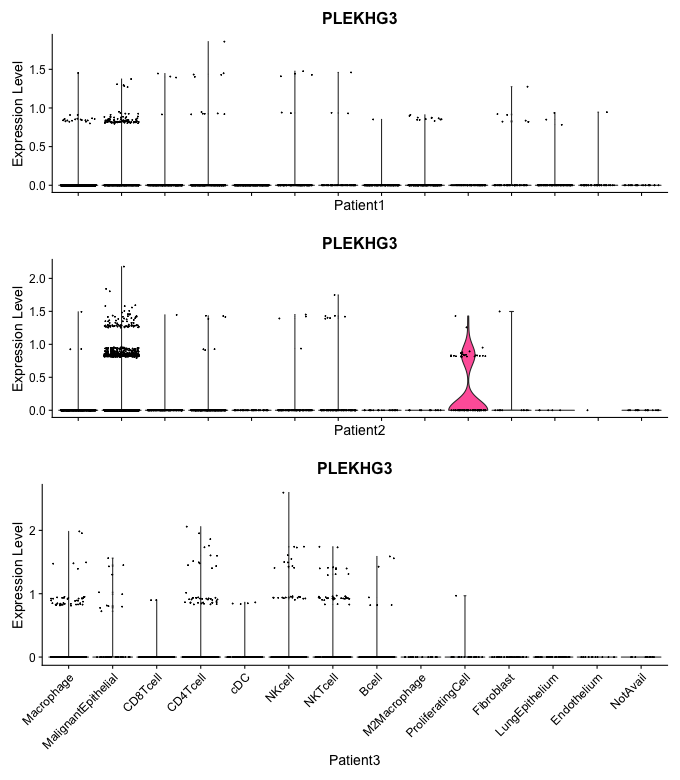 PLEKHG3
Expression Level
1.5
1.0
0.5
0.0
Patient1
PLEKHG3
Expression Level
2.0
1.5
1.0
0.5
0.0
Patient2
PLEKHG3
Expression Level
2
1
0
Macrophage
MalignantEpithelial
CD8Tcell
CD4Tcell
cDC
NKcell
NKTcell
Bcell
M2Macrophage
ProliferatingCell
Fibroblast
LungEpithelium
Endothelium
NotAvail
Patient3